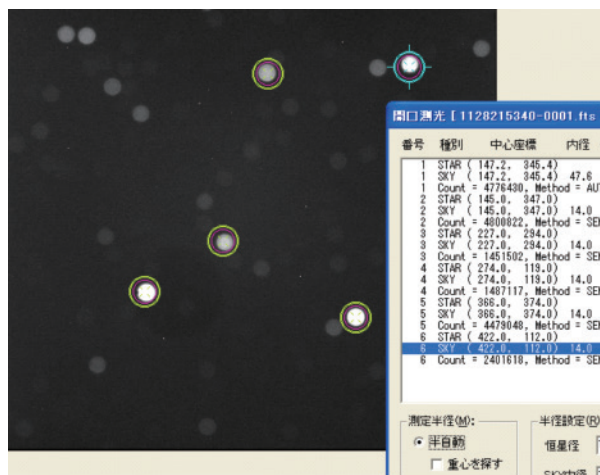 開口測光 [ 1128215340-0001.fts
番号 種別 中心座標 内径
1 STAR ( 147.2, 345.4)
1 SKY ( 147.2, 345.4) 47.6
1 Count = 4776430, Method = AU
2 STAR ( 145.0, 347.0)
2 SKY ( 145.0, 347.0) 14.0
2 Count = 4800822, Method = SE
3 STAR ( 227.0, 294.0)
3 SKY ( 227.0, 294.0) 14.0
3 Count = 1451502, Method = SE
4 STAR ( 274.0, 119.0)
4 SKY ( 274.0, 119.0) 14.0
4 Count = 1487117, Method = SE
5 STAR ( 366.0, 374.0)
5 SKY ( 366.0, 374.0) 14.0
5 Count = 4479048, Method = SE
6 STAR ( 422.0, 112.0)
6 SKY ( 422.0, 112.0) 14.0
6 Count = 2401618, Method = SE
測定半径(M): 半径設定(R)
半自動 恒星径
重心を探す